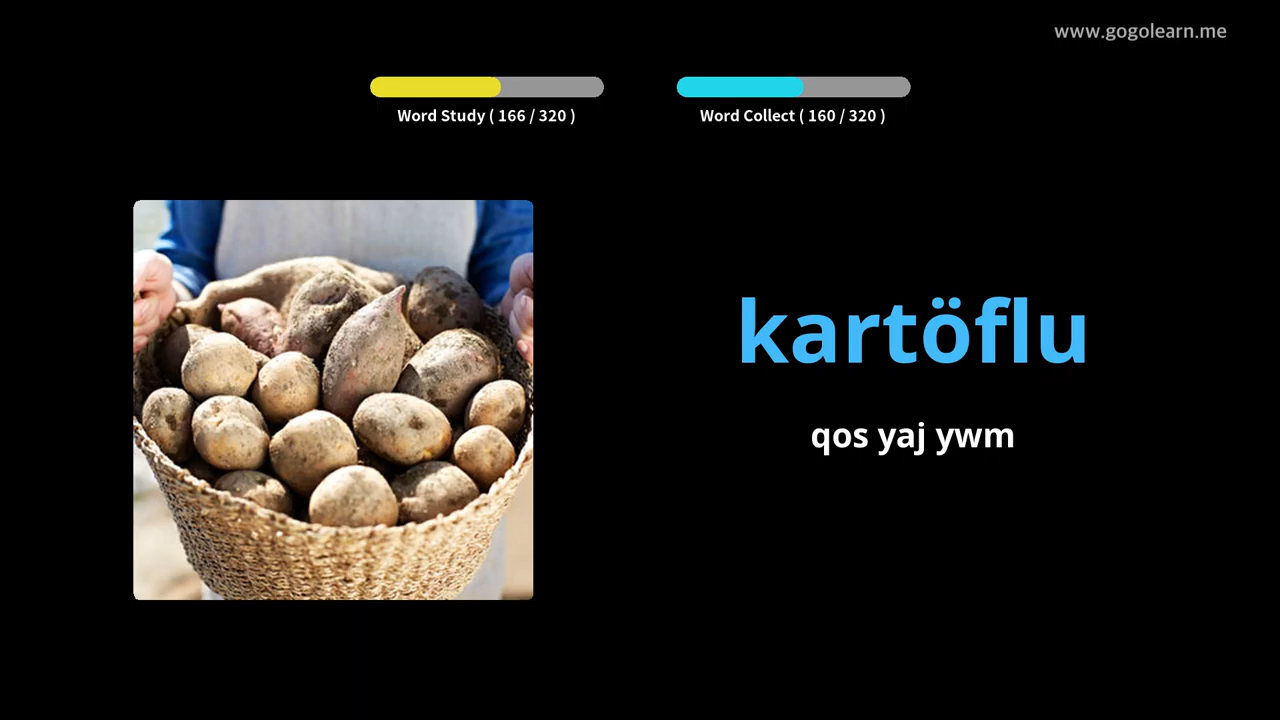 www.gogolearn.me
Word Study ( 166 / 320 )
Word Collect ( 160 / 320 )
kartöflu
qos yaj ywm